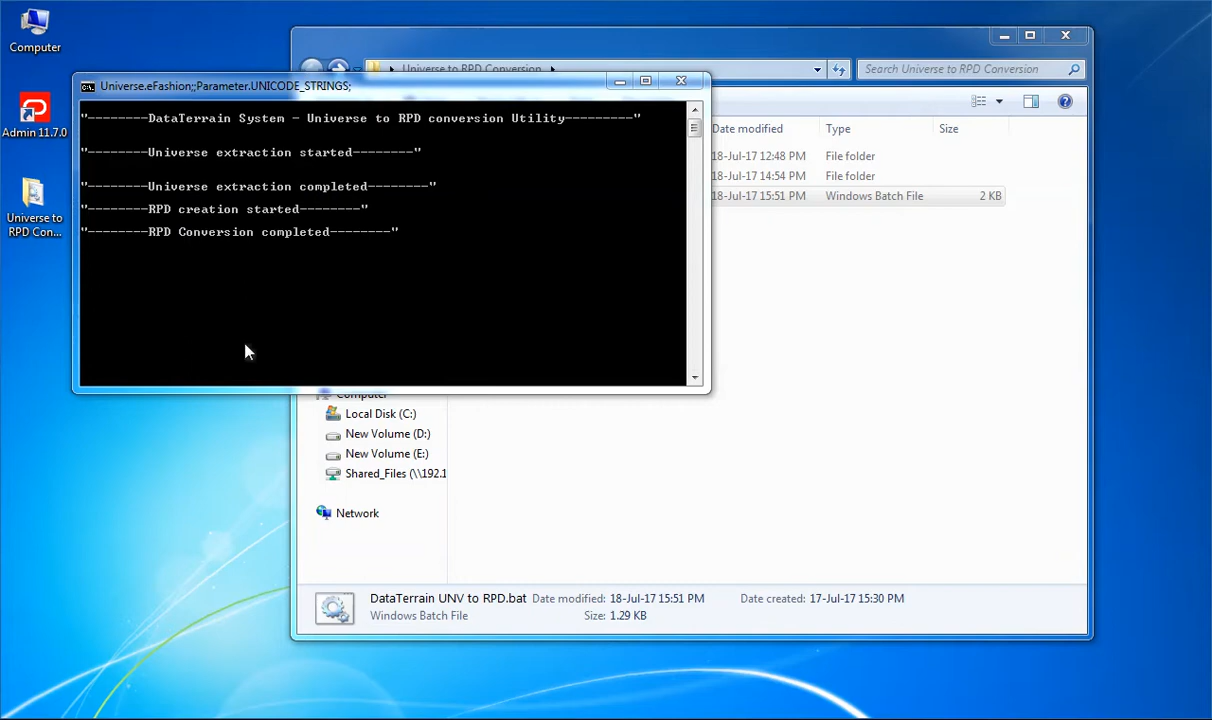 Computer
Admin 11.7.0
Universe to
RPD Con...
Universe to RPD Conversion
Search Universe to RPD Conversion
Universe.eFashion;;Parameter.UNICODE_STRINGS;
"--------DataTerrain System - Universe to RPD conversion Utility---------"
"--------Universe extraction started--------"
"--------Universe extraction completed--------"
"--------RPD creation started--------"
"--------RPD Conversion completed--------"
Date modified Type Size
18-Jul-17 12:48 PM File folder
18-Jul-17 14:54 PM File folder
18-Jul-17 15:51 PM Windows Batch File 2 KB
Computer
Local Disk (C:)
New Volume (D:)
New Volume (E:)
Shared_Files (\\192.1
Network
DataTerrain UNV to RPD.bat Date modified: 18-Jul-17 15:51 PM Date created: 17-Jul-17 15:30 PM
Windows Batch File Size: 1.29 KB